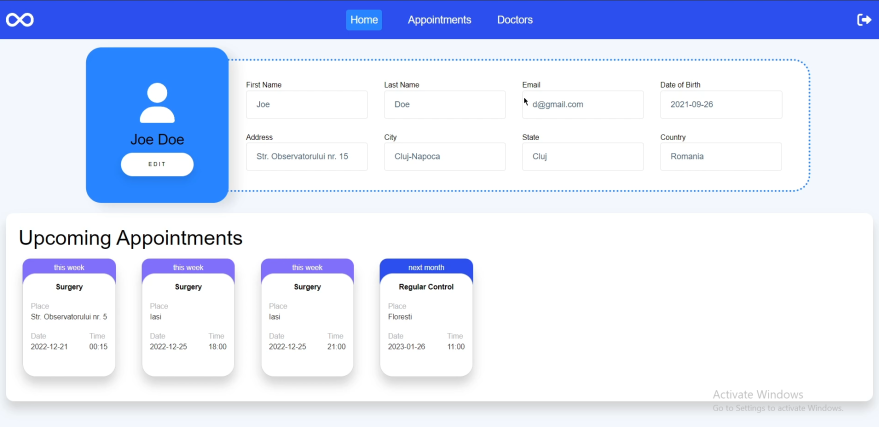 Home Appointments Doctors
First Name Last Name Email Date of Birth
Joe Doe d@gmail.com 2021-09-26
Joe Doe
EDIT
Address City State Country
Str. Observatorului nr. 15 Cluj-Napoca Cluj Romania
Upcoming Appointments
this week this week this week next month
Surgery Surgery Surgery Regular Control
Place Place Place Place
Str. Observatorului nr. 5 Iasi Iasi Floresti
Date Time Date Time Date Time Date Time
2022-12-21 00:15 2022-12-25 18:00 2022-12-25 21:00 2023-01-26 11:00
Activate Windows
Go to Settings to activate Windows.